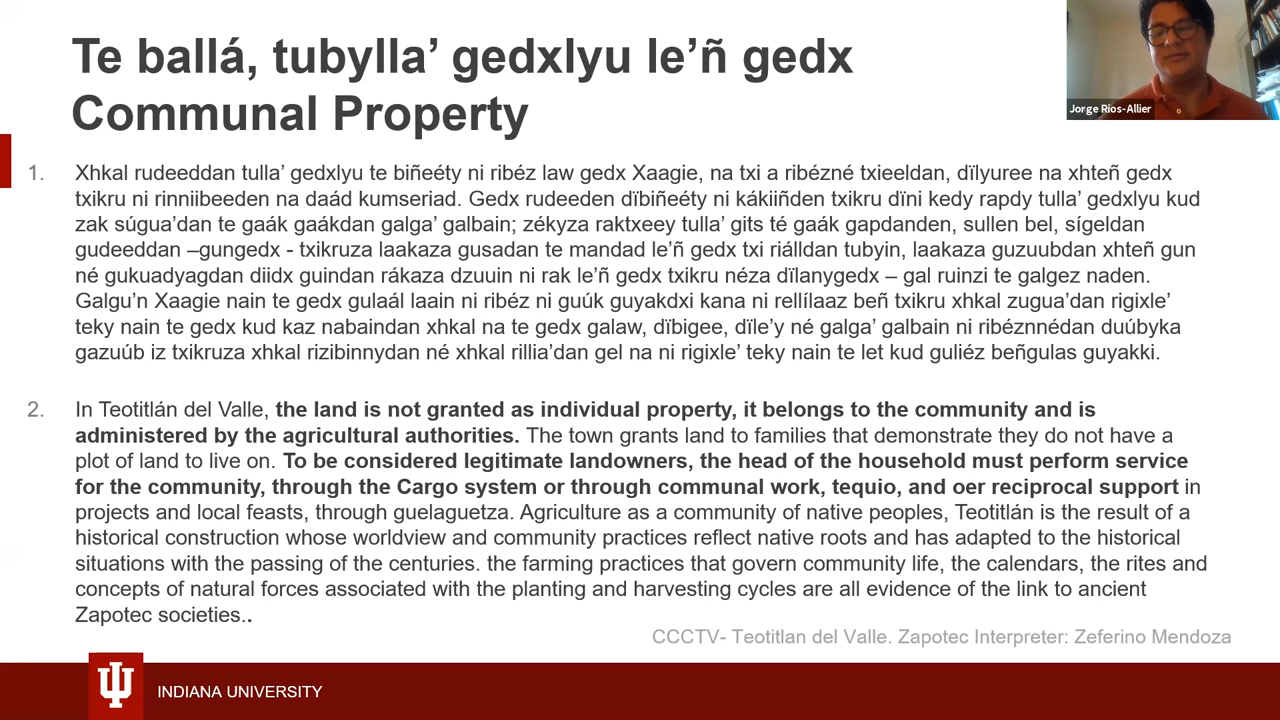 Te ballá, tubylla’ gedxlyu le’ñ gedx
Communal Property
Jorge Rios-Allier
1. Xhkal rudeeddan tulla’ gedxlyu te biñeéty ni ribéz law gedx Xaagie, na txi a ribézné txieeldan, dïlyuree na xhteñ gedx
txikru ni rinniibeeden na daád kumseriad. Gedx rudeeden dïbiñeéty ni kákiiñden txikru dïni kedy rapdy tulla’ gedxlyu kud
zak súgua’dan te gaák gaákdan galga’ galbain; zékyza raktxeey tulla’ gits té gaák gapdanden, sullen bel, sígeldan
gudeeddan –gungedx - txikruza laakaza gusadan te mandad le’ñ gedx txi riálldan tubyin, laakaza guzuubdan xhteñ gun
né gukuadyagdan diidx guindan rákaza dzuuin ni rak le’ñ gedx txikru néza dïlanygedx – gal ruinzi te galgez naden.
Galgu’n Xaagie nain te gedx gulaál laain ni ribéz ni guúk guyakdxi kana ni rellílaaz beñ txikru xhkal zugua’dan rigixle’
teky nain te gedx kud kaz nabaindan xhkal na te gedx galaw, dïbigee, dïle’y né galga’ galbain ni ribéznnédan duúbyka
gazuúb iz txikruza xhkal rizibinnydan né xhkal rillia’dan gel na ni rigixle’ teky nain te let kud guliéz beñgulas guyakki.
2. In Teotitlán del Valle, the land is not granted as individual property, it belongs to the community and is
administered by the agricultural authorities. The town grants land to families that demonstrate they do not have a
plot of land to live on. To be considered legitimate landowners, the head of the household must perform service
for the community, through the Cargo system or through communal work, tequio, and oer reciprocal support in
projects and local feasts, through guelaguetza. Agriculture as a community of native peoples, Teotitlán is the result of a
historical construction whose worldview and community practices reflect native roots and has adapted to the historical
situations with the passing of the centuries. the farming practices that govern community life, the calendars, the rites and
concepts of natural forces associated with the planting and harvesting cycles are all evidence of the link to ancient
Zapotec societies..
CCCTV- Teotitlan del Valle. Zapotec Interpreter: Zeferino Mendoza
INDIANA UNIVERSITY